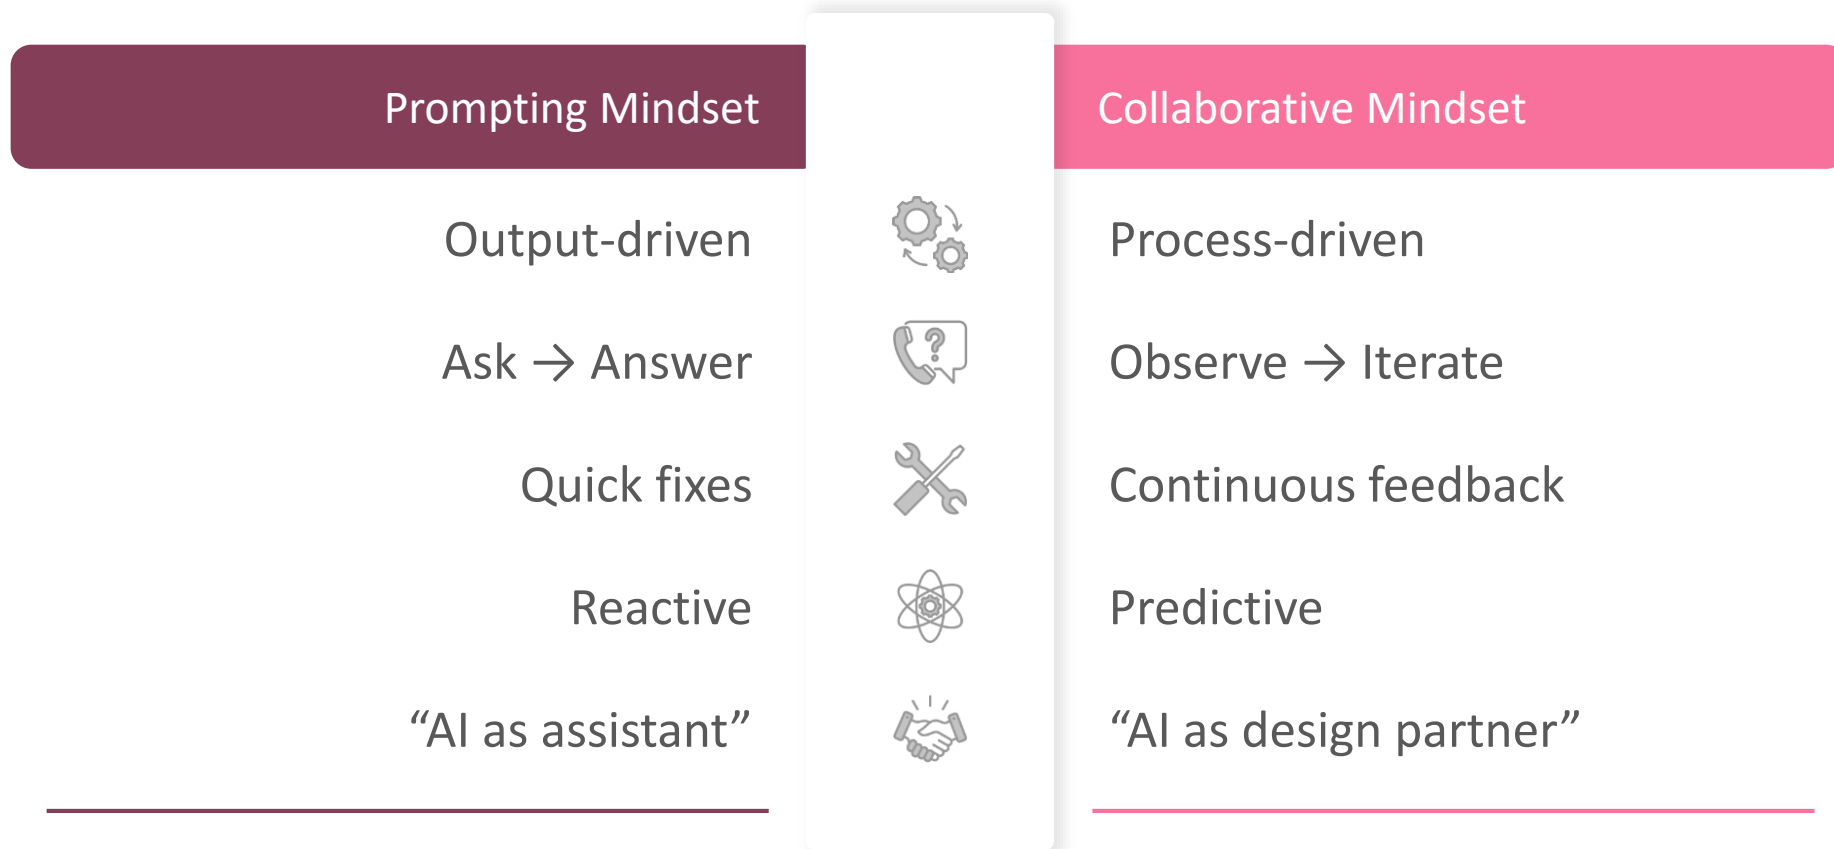 Prompting Mindset
Collaborative Mindset
Output-driven
Process-driven
Ask → Answer
?
Observe → Iterate
Quick fixes
Continuous feedback
Reactive
Predictive
“AI as assistant”
“AI as design partner”